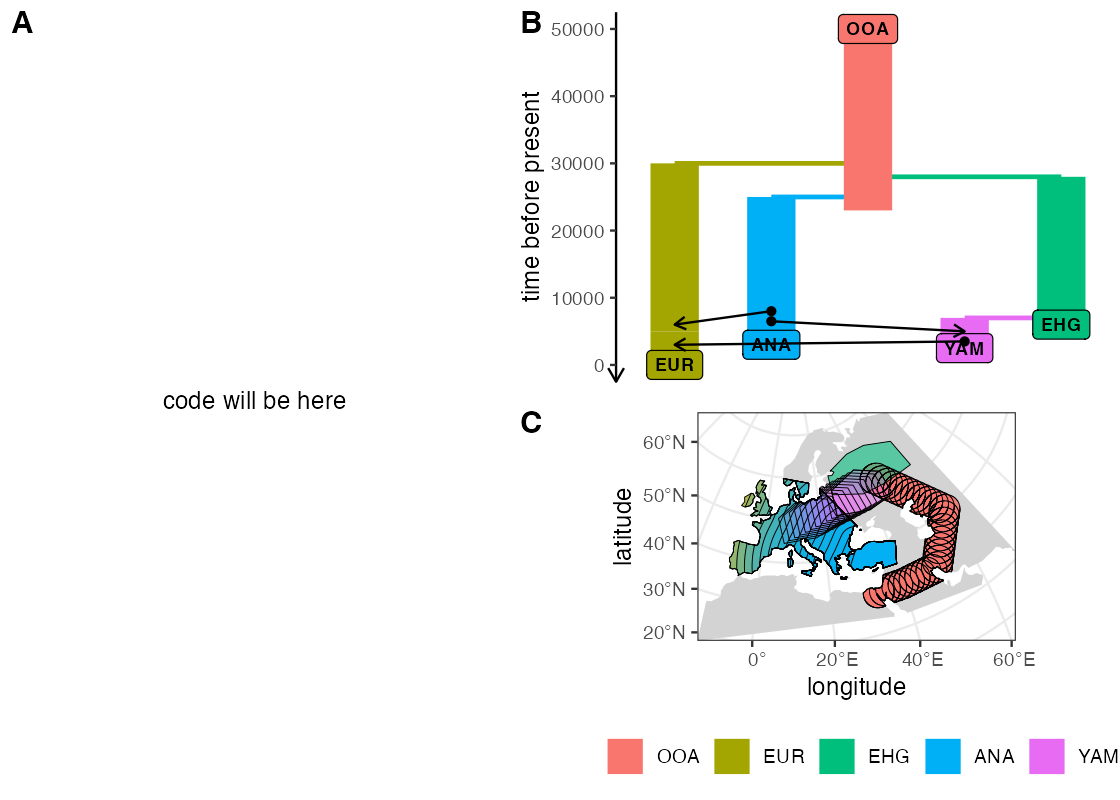 A
code will be here
B
time before present
50000
40000
30000
20000
10000
0
OOA
EUR
ANA
YAM
EHG
C
latitude
60°N
50°N
40°N
30°N
20°N
0° 20°E 40°E 60°E
longitude
OOA EUR EHG ANA YAM